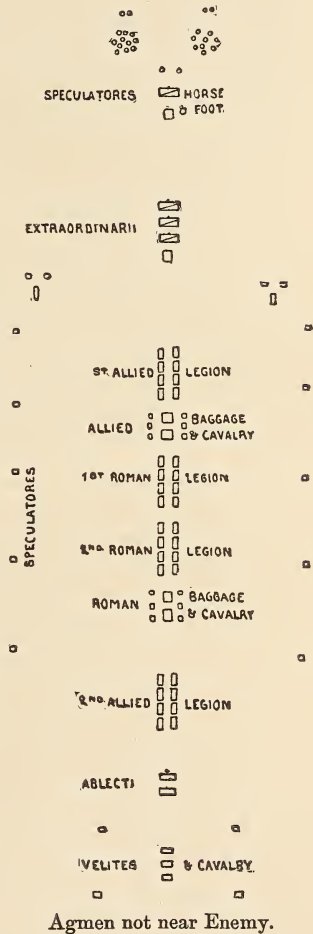 SPECULATORES, HORSE
& FOOT.
EXTRAORDINARII
ST. ALLIED LEGION
ALLIED BAGGAGE
& CAVALRY
1ST ROMAN LEGION
SPECULATORES
2ND ROMAN LEGION
ROMAN BAGGAGE
& CAVALRY
2ND ALLIED LEGION
ABLECTI
VELITES & CAVALRY.
Agmen not near Enemy.